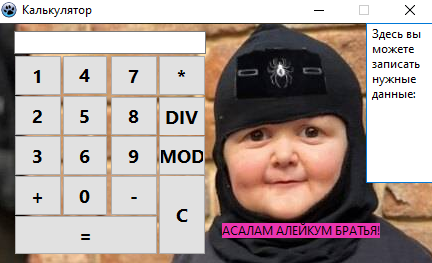 Калькулятор
Здесь вы
можете
записать
нужные
данные:
1 4 7 *
2 5 8 DIV
3 6 9 MOD
+ 0 - C
=
АСАЛАМ АЛЕЙКУМ БРАТЬЯ!